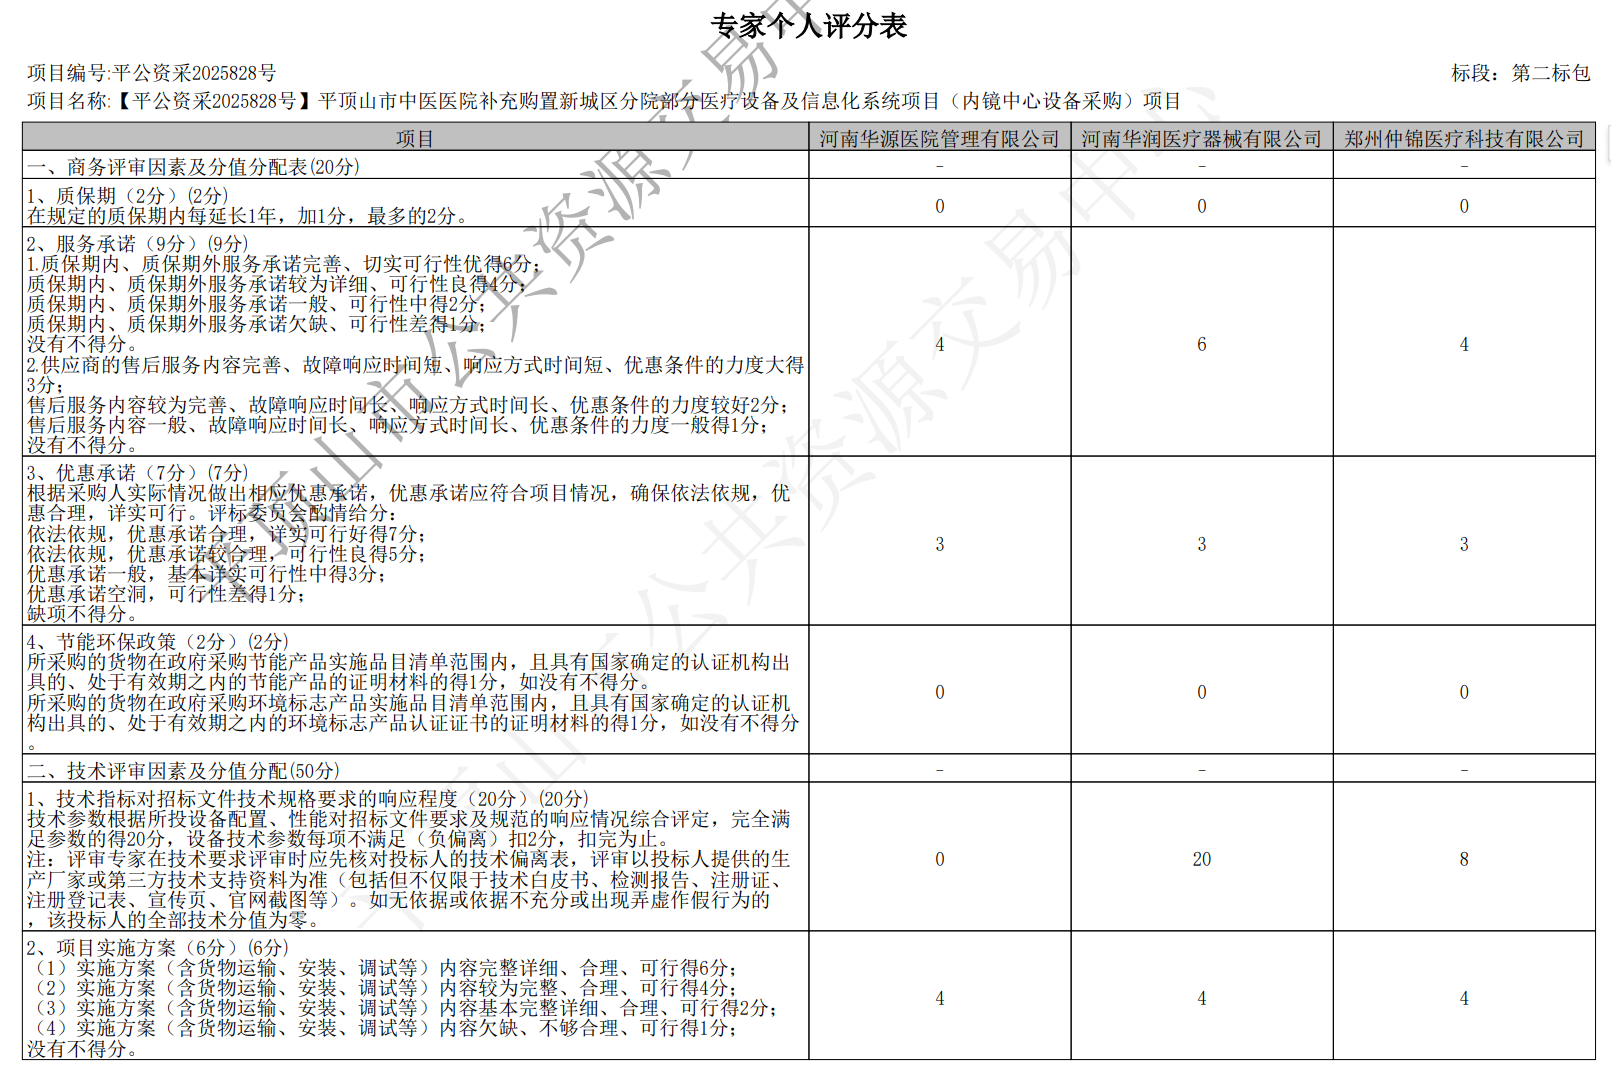 专家个人评分表
项目编号:平公资采2025828号
标段：第二标包
项目名称:【平公资采2025828号】平顶山市中医医院补充购置新城区分院部分医疗设备及信息化系统项目（内镜中心设备采购）项目
项目 河南华源医院管理有限公司 河南华润医疗器械有限公司 郑州仲锦医疗科技有限公司
一、商务评审因素及分值分配表(20分) - - -
1、质保期（2分）(2分)
在规定的质保期内每延长1年，加1分，最多的2分。
0 0 0
2、服务承诺（9分）(9分)
1.质保期内、质保期外服务承诺完善、切实可行性优得6分；
质保期内、质保期外服务承诺较为详细、可行性良得4分；
质保期内、质保期外服务承诺一般、可行性中得2分；
质保期内、质保期外服务承诺欠缺、可行性差得1分；
没有不得分。
2.供应商的售后服务内容完善、故障响应时间短、响应方式时间短、优惠条件的力度大得
3分；
售后服务内容较为完善、故障响应时间长、响应方式时间长、优惠条件的力度较好2分；
售后服务内容一般、故障响应时间长、响应方式时间长、优惠条件的力度一般得1分；
没有不得分。
4 6 4
3、优惠承诺（7分）(7分)
根据采购人实际情况做出相应优惠承诺，优惠承诺应符合项目情况，确保依法依规，优
惠合理，详实可行。评标委员会酌情给分：
依法依规，优惠承诺合理，详实可行好得7分；
依法依规，优惠承诺较合理，可行性良得5分；
优惠承诺一般，基本详实可行性中得3分；
优惠承诺空洞，可行性差得1分；
缺项不得分。
3 3 3
4、节能环保政策（2分）(2分)
所采购的货物在政府采购节能产品实施品目清单范围内，且具有国家确定的认证机构出
具的、处于有效期之内的节能产品的证明材料的得1分，如没有不得分。
所采购的货物在政府采购环境标志产品实施品目清单范围内，且具有国家确定的认证机
构出具的、处于有效期之内的环境标志产品认证证书的证明材料的得1分，如没有不得分
。
0 0 0
二、技术评审因素及分值分配(50分) - - -
1、技术指标对招标文件技术规格要求的响应程度（20分）(20分)
技术参数根据所投设备配置、性能对招标文件要求及规范的响应情况综合评定，完全满
足参数的得20分，设备技术参数每项不满足（负偏离）扣2分，扣完为止。
注：评审专家在技术要求评审时应先核对投标人的技术偏离表，评审以投标人提供的生
产厂家或第三方技术支持资料为准（包括但不仅限于技术白皮书、检测报告、注册证、
注册登记表、宣传页、官网截图等）。如无依据或依据不充分或出现弄虚作假行为的
，该投标人的全部技术分值为零。
0 20 8
2、项目实施方案（6分）(6分)
（1）实施方案（含货物运输、安装、调试等）内容完整详细、合理、可行得6分；
（2）实施方案（含货物运输、安装、调试等）内容较为完整、合理、可行得4分；
（3）实施方案（含货物运输、安装、调试等）内容基本完整详细、合理、可行得2分；
（4）实施方案（含货物运输、安装、调试等）内容欠缺、不够合理、可行得1分；
没有不得分。
4 4 4
平顶山市公共资源交易中
平顶山市公共资源交易中心